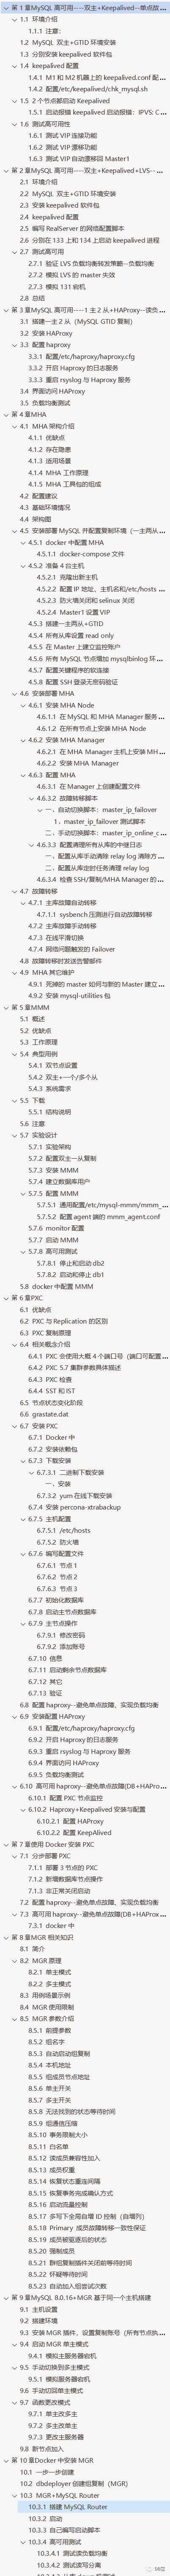 第 1 章MySQL 高可用----双主+Keepalived--单点故
1.1 环境介绍
1.1.1 注意：
1.2 MySQL 双主+GTID 环境安装
1.3 分别安装 keepalived 软件包
1.4 keepalived 配置
1.4.1 M1 和 M2 机器上的 keepalived.conf 配...
1.4.2 配置/etc/keepalived/chk_mysql.sh
1.5 2 个节点都启动 Keepalived
1.5.1 启动报错 keepalived 启动报错：IPVS: C...
1.6 测试高可用性
1.6.1 测试 VIP 连接功能
1.6.2 测试 VIP 漂移功能
1.6.3 测试 VIP 自动漂移回 Master1
第 2 章MySQL 高可用----双主+Keepalived+LVS--...
2.1 环境介绍
2.2 MySQL 双主+GTID 环境安装
2.3 安装 keepalived 软件包
2.4 keepalived 配置
2.5 编写 RealServer 的网络配置脚本
2.6 分别在 133 上和 134 上启动 keepalived 进程
2.7 测试高可用
2.7.1 验证 LVS 负载均衡转发策略--负载均衡
2.7.2 模拟 LVS 的 master 失效
2.7.3 模拟 131 宕机
2.8 总结
第 3 章MySQL 高可用----1 主 2 从+HAProxy--读负...
3.1 搭建一主 2 从（MySQL GTID 复制）
3.2 安装 HAProxy
3.3 配置 haproxy
3.3.1 配置/etc/haproxy/haproxy.cfg
3.3.2 开启 Haproxy 的日志服务
3.3.3 重启 rsyslog 与 Haproxy 服务
3.4 界面访问 HAProxy
3.5 负载均衡测试
第 4 章MHA
4.1 MHA 架构介绍
4.1.1 优缺点
4.1.2 存在隐患
4.1.3 适用场景
4.1.4 MHA 工作原理
4.1.5 MHA 工具包的组成
4.2 配置建议
4.3 基础环境情况
4.4 架构图
4.5 安装部署 MySQL 并配置复制环境（一主两从...
4.5.1 docker 中配置 MHA
4.5.1.1 docker-compose 文件
4.5.2 准备 4 台主机
4.5.2.1 克隆出新主机
4.5.2.2 配置 IP 地址、主机名和/etc/hosts ...
4.5.2.3 防火墙关闭和 selinux 关闭
4.5.2.4 Master1 设置 VIP
4.5.3 搭建一主两从+GTID
4.5.4 所有从库设置 read only
4.5.5 在 Master 上建立监控账户
4.5.6 所有 MySQL 节点增加 mysqlbinlog 环...
4.5.7 配置关键程序的软连接
4.5.8 配置 SSH 登录无密码验证
4.6 安装部署 MHA
4.6.1 安装 MHA Node
4.6.1.1 在 MySQL 和 MHA Manager 服务...
4.6.1.2 在所有节点上安装 MHA Node
4.6.2 安装 MHA Manager
4.6.2.1 在 MHA Manager 主机上安装 MH...
4.6.2.2 安装 MHA Manager
4.6.3 配置 MHA
4.6.3.1 在 Manager 上创建配置文件
4.6.3.2 故障转移脚本
一、自动切换脚本：master_ip_failover
1、master_ip_failover 测试脚本
二、手动切换脚本：master_ip_online_c...
4.6.3.3 配置清理所有从库的中继日志
一、配置从库手动清除 relay log 清除方...
二、配置从库定时任务清理 relay log
4.6.3.4 检查 SSH/复制/MHA Manager 的...
4.7 故障转移
4.7.1 主库故障自动转移
4.7.1.1 sysbench 压测进行自动故障转移
4.7.2 主库故障手动转移
4.7.3 在线平滑切换
4.7.4 网络问题触发的 Failover
4.8 故障转移时发送告警邮件
4.9 MHA 其它维护
4.9.1 死掉的 master 如何与新的 Master 建立...
4.9.2 安装 mysql-utilities 包
第 5 章MMM
5.1 概述
5.2 优缺点
5.3 工作原理
5.4 典型用例
5.4.1 双节点设置
5.4.2 双主+一个/多个从
5.4.3 系统需求
5.5 下载
5.5.1 结构说明
5.6 注意
5.7 实验设计
5.7.1 实验架构
5.7.2 配置双主一从复制
5.7.3 安装 MMM
5.7.4 建立数据库用户
5.7.5 配置 MMM
5.7.5.1 通用配置/etc/mysql-mmm/mmm_...
5.7.5.2 配置 agent 端的 mmm_agent.conf
5.7.6 monitor 配置
5.7.7 启动 MMM
5.7.8 高可用测试
5.7.8.1 停止和启动 db2
5.7.8.2 启动和停止 db1
5.8 docker 中配置 MMM
第 6 章PXC
6.1 优缺点
6.2 PXC 与 Replication 的区别
6.3 PXC 复制原理
6.4 相关概念介绍
6.4.1 PXC 会使用大概 4 个端口号（端口可配置...
6.4.2 PXC 5.7 集群参数具体描述
6.4.3 PXC 检查
6.4.4 SST 和 IST
6.5 节点状态变化阶段
6.6 grastate.dat
6.7 安装 PXC
6.7.1 Docker 中
6.7.2 安装依赖包
6.7.3 下载安装
6.7.3.1 二进制下载安装
一、安装
6.7.3.2 yum 在线下载安装
6.7.4 安装 percona-xtrabackup
6.7.5 主机配置
6.7.5.1 /etc/hosts
6.7.5.2 防火墙
6.7.6 编写配置文件
6.7.6.1 节点 1
6.7.6.2 节点 2
6.7.6.3 节点 3
6.7.7 初始化数据库
6.7.8 启动主节点数据库
6.7.9 主节点操作
6.7.9.1 修改密码
6.7.9.2 添加账号
6.7.10 信息
6.7.11 启动剩余节点数据库
6.7.12 其它
6.7.13 验证
6.8 配置 haproxy--避免单点故障、实现负载均衡
6.9 安装配置 HAProxy
6.9.1 配置/etc/haproxy/haproxy.cfg
6.9.2 开启 Haproxy 的日志服务
6.9.3 重启 rsyslog 与 Haproxy 服务
6.9.4 界面访问 HAProxy
6.9.5 负载均衡测试
6.10 高可用 haproxy--避免单点故障(DB+HAPro...
6.10.1 配置 PXC 节点监控
6.10.2 Haproxy+Keepalived 安装与配置
6.10.2.1 配置 HAProxy
6.10.2.2 配置 KeepAlived
第 7 章使用 Docker 安装 PXC
7.1 分步部署 PXC
7.1.1 部署 3 节点的 PXC
7.1.2 新增数据库节点操作
7.1.3 非正常关闭启动
7.2 配置 haproxy--避免单点故障、实现负载均衡
7.3 高可用 haproxy--避免单点故障(DB+HAProx...
7.3.1 docker 中
第 8 章MGR 相关知识
8.1 简介
8.2 MGR 原理
8.2.1 单主模式
8.2.2 多主模式
8.3 用例场景示例
8.4 MGR 使用限制
8.5 MGR 参数介绍
8.5.1 前提参数
8.5.2 组名字
8.5.3 自动启动组复制
8.5.4 本机地址
8.5.5 组成员节点地址
8.5.6 单主开关
8.5.7 多主开关
8.5.8 无法找到的状态等待时间
8.5.9 组通信压缩
8.5.10 事务限制大小
8.5.11 白名单
8.5.12 读成员兼容性加入
8.5.13 成员权重
8.5.14 恢复状态重连间隔
8.5.15 恢复事务完成确认方式
8.5.16 启动流量控制
8.5.17 多写下全局自增 ID 控制（自增列）
8.5.18 Primary 成员故障转移一致性保证
8.5.19 成员被驱逐后的状态
8.5.20 强制成员
8.5.21 群组复制插件关闭前等待时间
8.5.22 怀疑等待时间
8.5.23 自动加入组尝试次数
第 9 章MySQL 8.0.16+MGR 基于同一个主机搭建
9.1 主机设置
9.2 搭建环境
9.3 安装 MGR 插件，设置复制账号（所有节点执...
9.4 启动 MGR 单主模式
9.4.1 模拟主服务器宕机
9.5 手动切换到多主模式
9.5.1 模拟服务器宕机
9.6 手动切回单主模式
9.7 函数更改模式
9.7.1 单主改多主
9.7.2 多主改单主
9.7.3 更改主服务器
9.8 新节点加入
第 10 章Docker 中安装 MGR
10.1 一步一步创建
10.2 dbdeployer 创建组复制（MGR）
10.3 MGR+MySQL Router
10.3.1 搭建 MySQL Router
10.3.2 启动
10.3.3 自己编写启动脚本
10.3.4 高可用测试
10.3.4.1 测试读负载均衡
10.3.4.2 测试读写分离